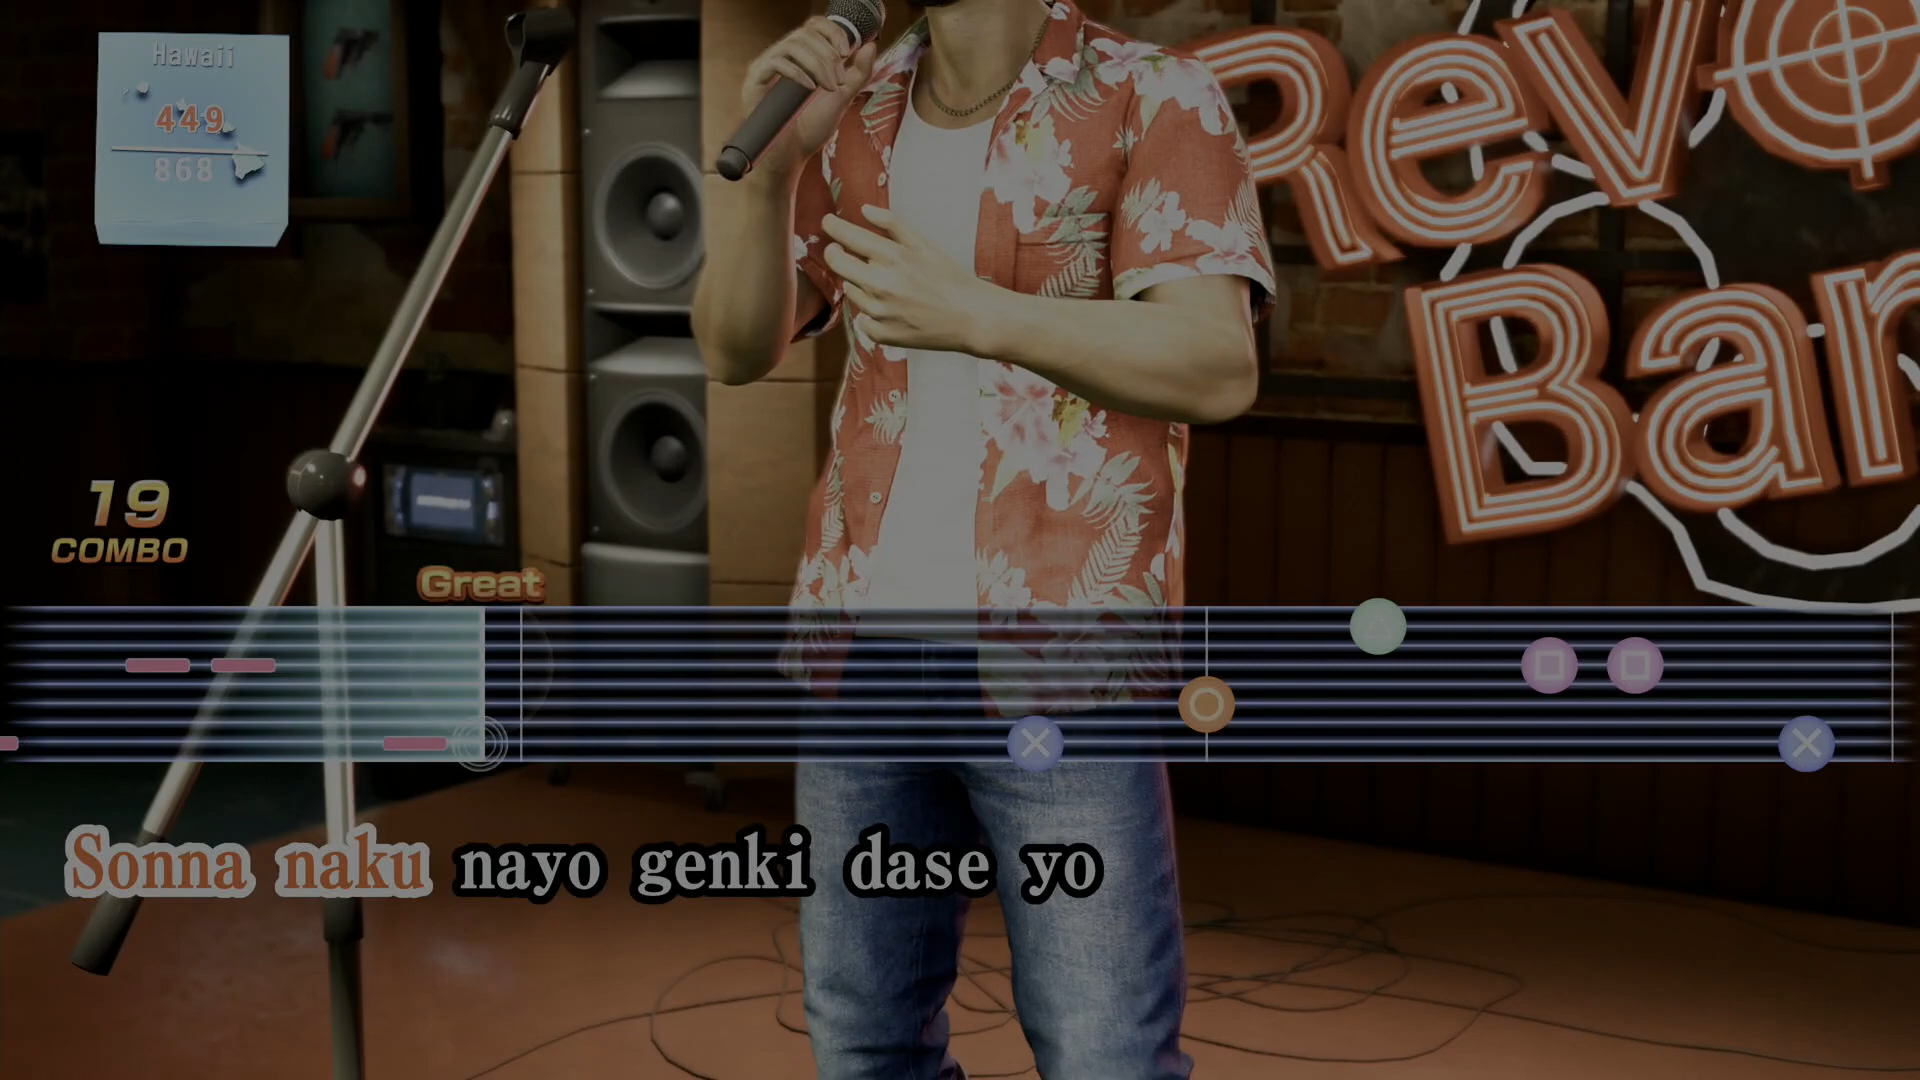 Hawaii
449
868
Revo
Bar
19
COMBO
Great
Sonna naku nayo genki dase yo